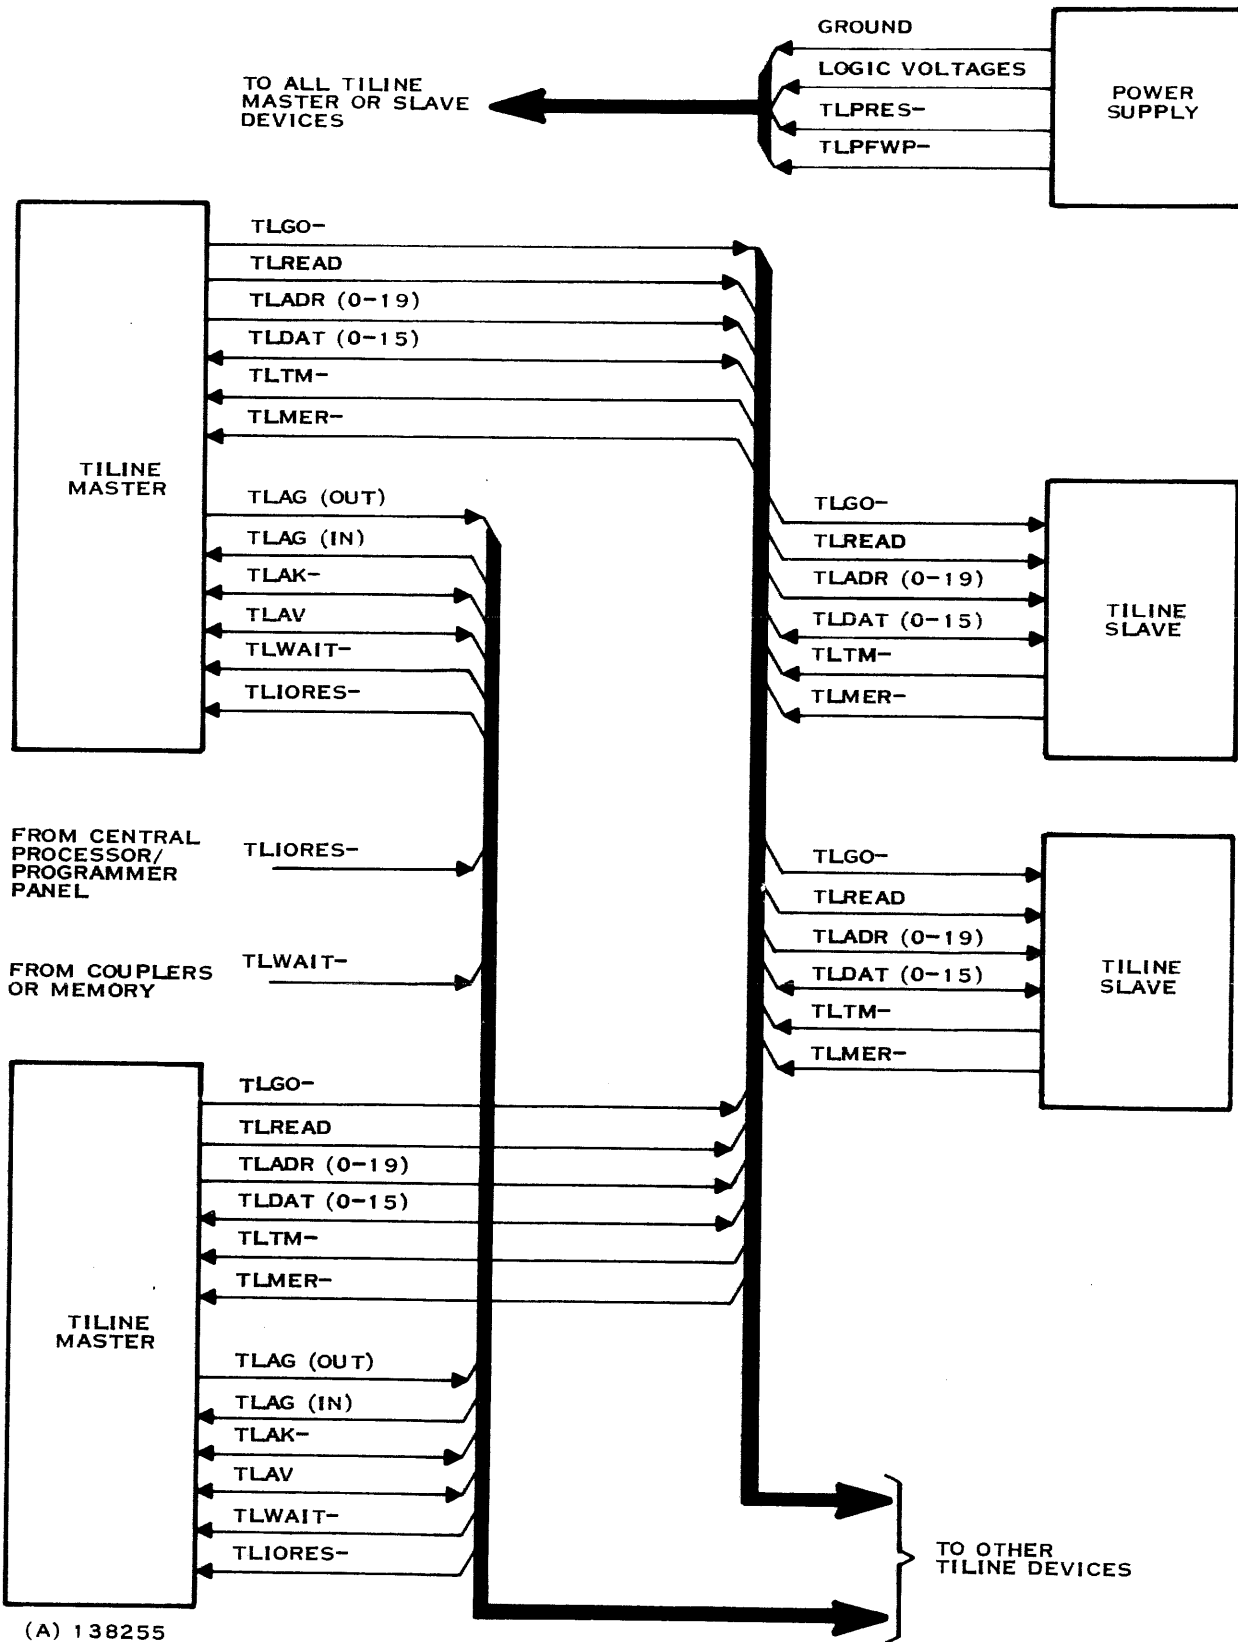 GROUND
LOGIC VOLTAGES
TLPRES-
TLPFWP-
POWER
SUPPLY
TO ALL TILINE
MASTER OR SLAVE
DEVICES
TLGO-
TLREAD
TLADR (0-19)
TLDAT (0-15)
TLTM-
TLMER-
TILINE
MASTER
TLAG (OUT)
TLAG (IN)
TLAK-
TLAV
TLWAIT-
TLIORES-
TLGO-
TLREAD
TLADR (0-19)
TLDAT (0-15)
TLTM-
TLMER-
TILINE
SLAVE
FROM CENTRAL
PROCESSOR/
PROGRAMMER
PANEL
TLIORES-
FROM COUPLERS
OR MEMORY
TLWAIT-
TLGO-
TLREAD
TLADR (0-19)
TLDAT (0-15)
TLTM-
TLMER-
TILINE
SLAVE
TLGO-
TLREAD
TLADR (0-19)
TLDAT (0-15)
TLTM-
TLMER-
TILINE
MASTER
TLAG (OUT)
TLAG (IN)
TLAK-
TLAV
TLWAIT-
TLIORES-
TO OTHER
TILINE DEVICES
(A) 138255